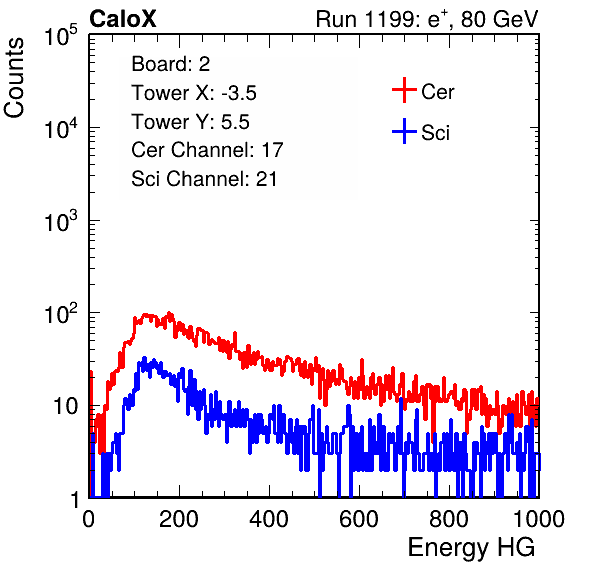 CaloX Run 1199: e+, 80 GeV
Counts
Board: 2
Tower X: -3.5
Tower Y: 5.5
Cer Channel: 17
Sci Channel: 21
Cer
Sci
10^5
10^4
10^3
10^2
10
1
0 200 400 600 800 1000
Energy HG